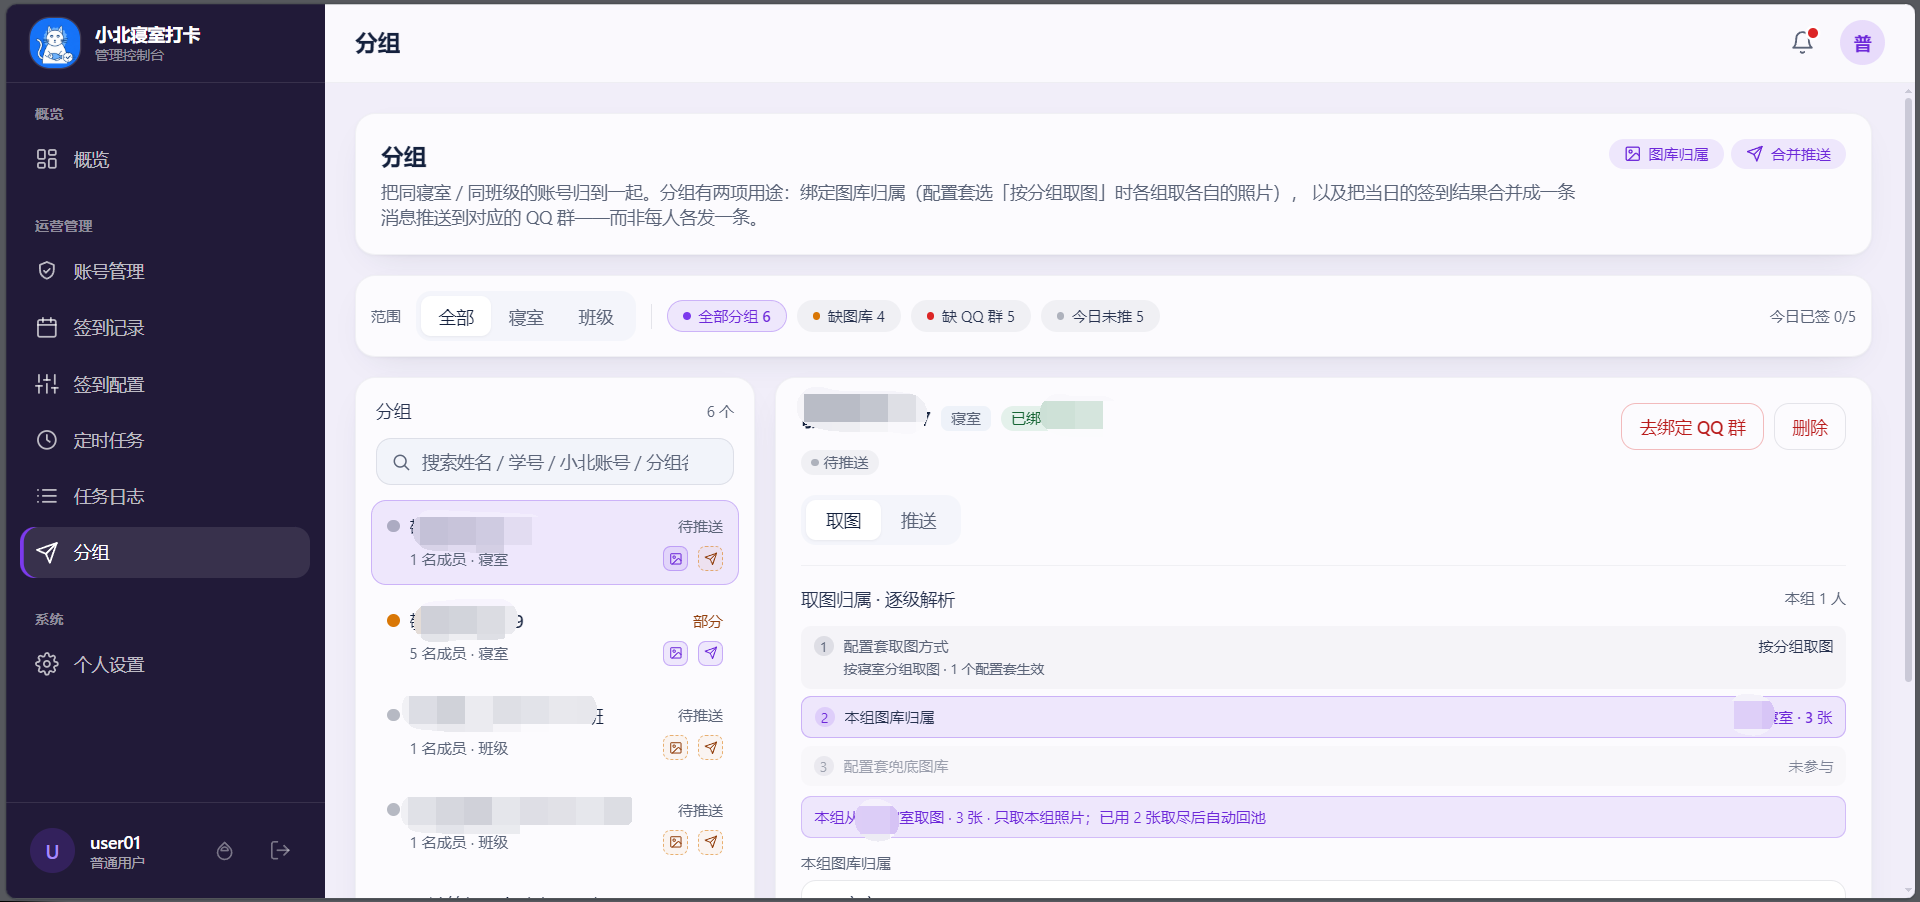 小北寝室打卡
管理控制台
概览
概览
运营管理
账号管理
签到记录
签到配置
定时任务
任务日志
分组
系统
个人设置
U
user01
普通用户
分组
普
分组
图库归属
合并推送
把同寝室 / 同班级的账号归到一起。分组有两项用途：绑定图库归属（配置套选「按分组取图」时各组取各自的照片），以及把当日的签到结果合并成一条
消息推送到对应的 QQ 群——而非每人各发一条。
范围
全部
寝室
班级
全部分组 6
缺图库 4
缺 QQ 群 5
今日未推 5
今日已签 0/5
分组
6 个
搜索姓名 / 学号 / 小北账号 / 分组
待推送
1 名成员 · 寝室
9
部分
5 名成员 · 寝室
班
待推送
1 名成员 · 班级
待推送
1 名成员 · 班级
7
寝室
已绑
去绑定 QQ 群
删除
待推送
取图
推送
取图归属 · 逐级解析
本组 1 人
1
配置套取图方式
按分组取图
按寝室分组取图 · 1 个配置套生效
2
本组图库归属
寝室 · 3 张
3
配置套兜底图库
未参与
本组从
室取图 · 3 张 · 只取本组照片；已用 2 张取尽后自动回池
本组图库归属